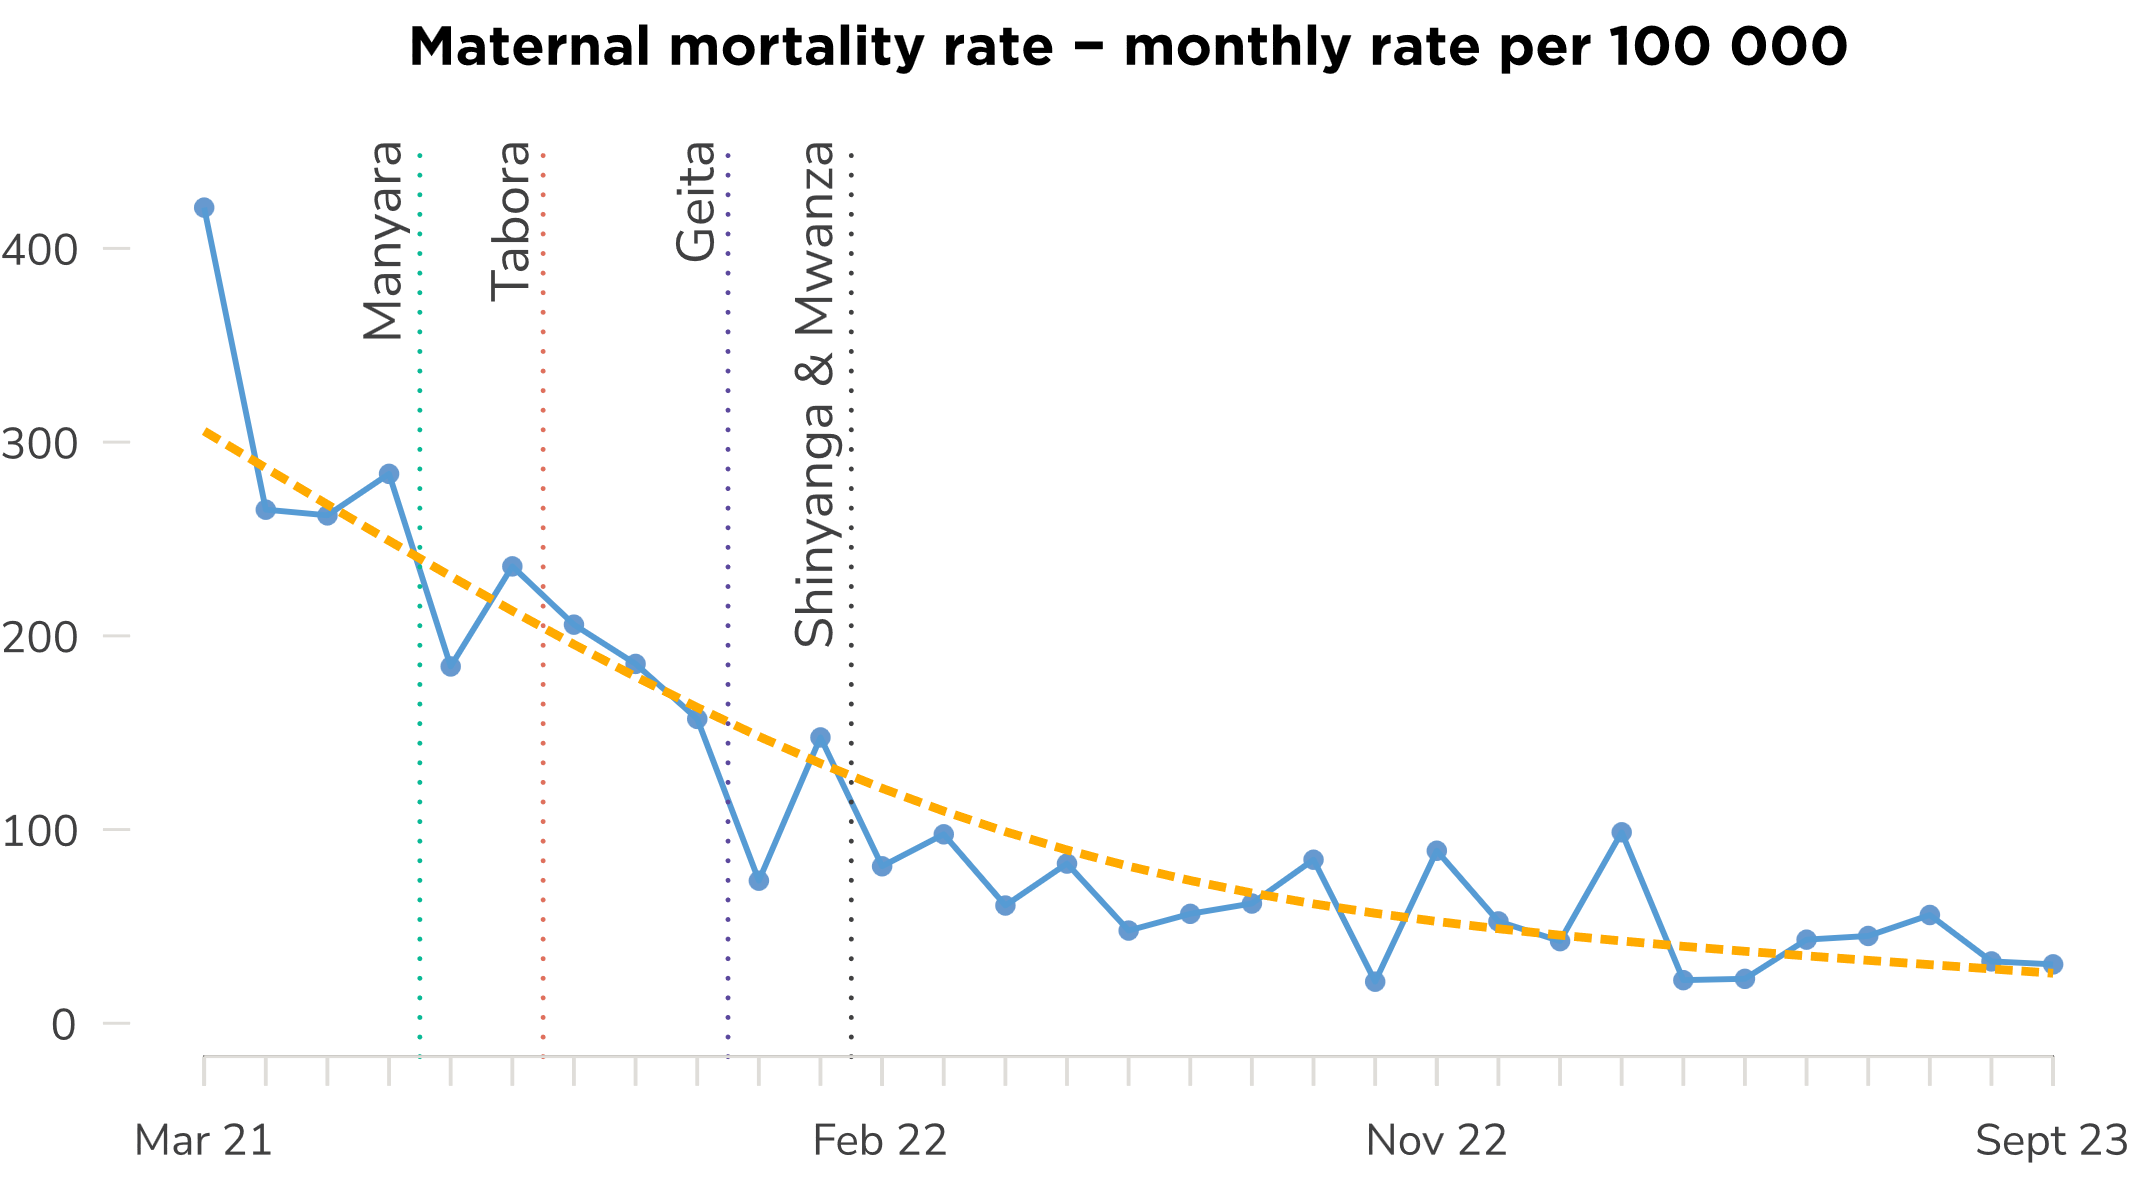 Maternal mortality rate – monthly rate per 100 000
Manyara
Tabora
Geita
Shinyanga & Mwanza
400
300
200
100
0
Mar 21
Feb 22
Nov 22
Sept 23